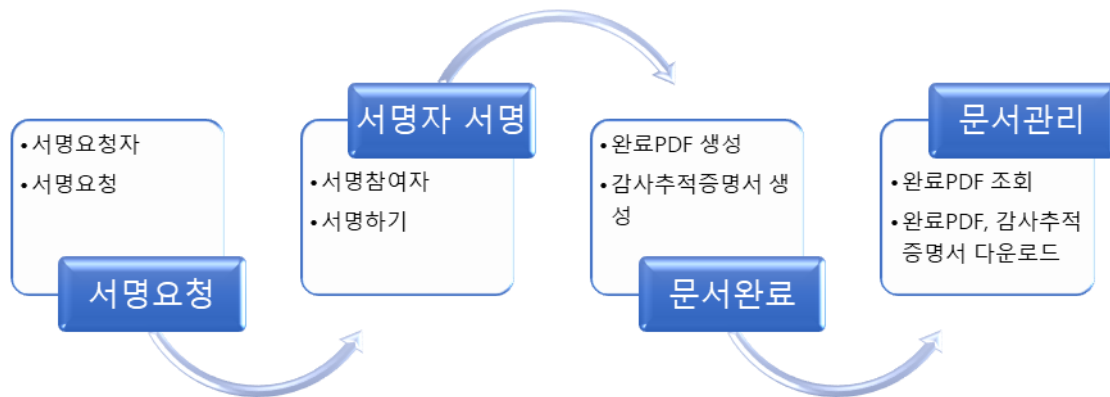 • 서명요청자
• 서명요청
서명요청
서명자 서명
• 서명참여자
• 서명하기
• 완료PDF 생성
• 감사추적증명서 생
성
문서완료
문서관리
• 완료PDF 조회
• 완료PDF, 감사추적
증명서 다운로드